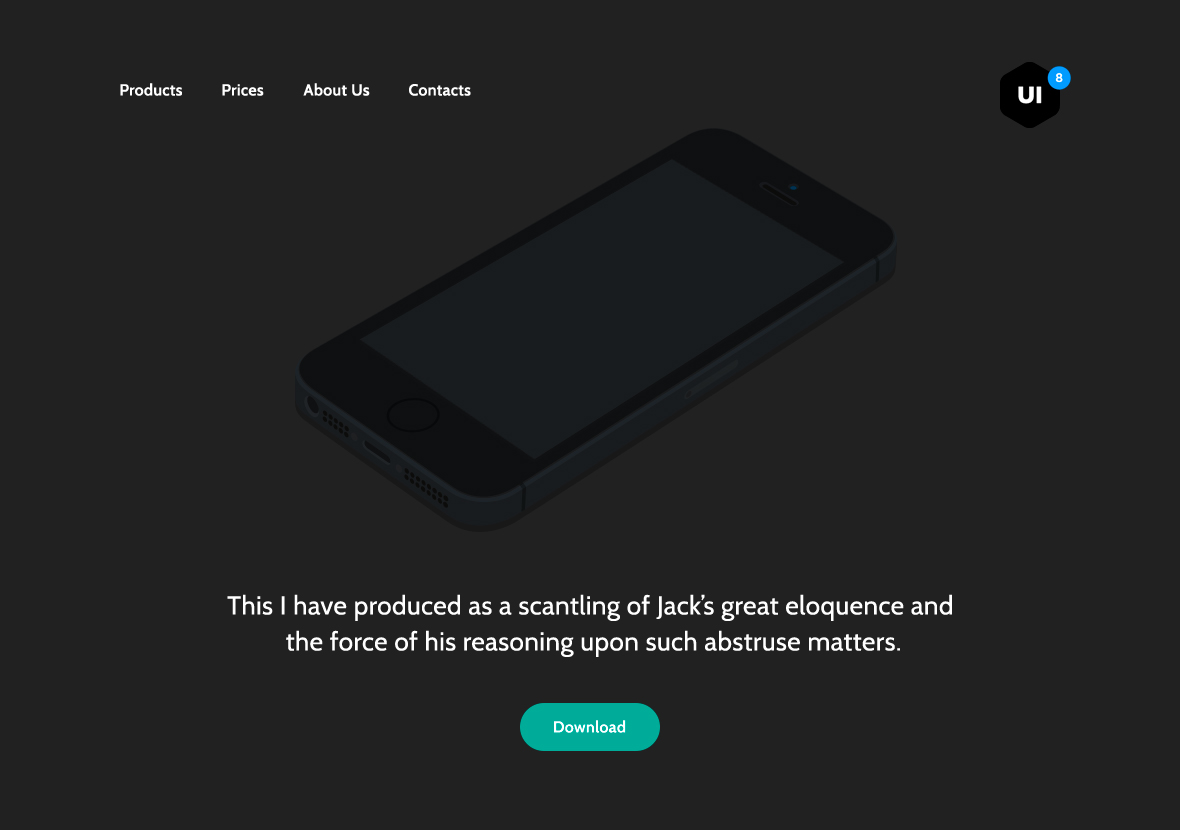 Products Prices About Us Contacts
UI 8
This I have produced as a scantling of Jack’s great eloquence and
the force of his reasoning upon such abstruse matters.
Download